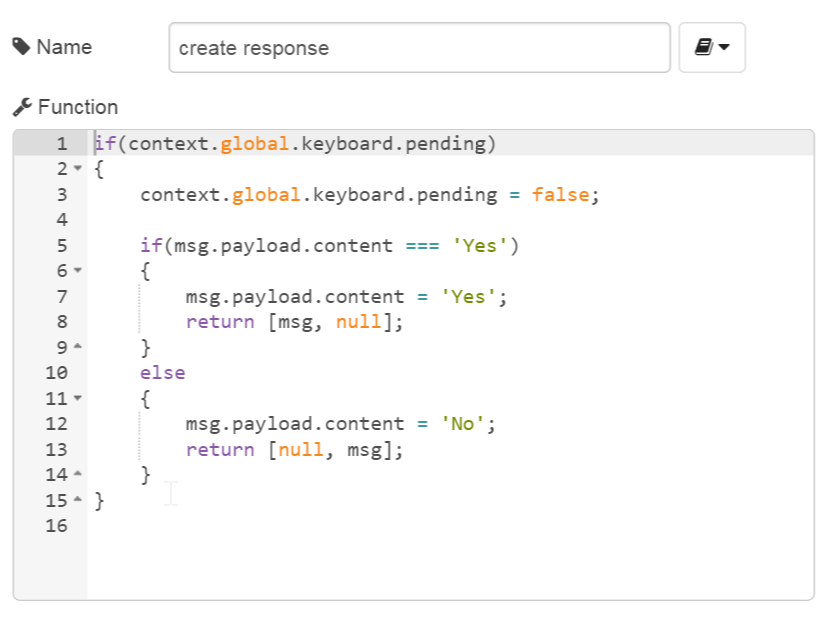 Name
create response
Function
1 if(context.global.keyboard.pending)
2 {
3     context.global.keyboard.pending = false;
4
5     if(msg.payload.content === 'Yes')
6     {
7         msg.payload.content = 'Yes';
8         return [msg, null];
9     }
10     else
11     {
12         msg.payload.content = 'No';
13         return [null, msg];
14     }
15 }
16